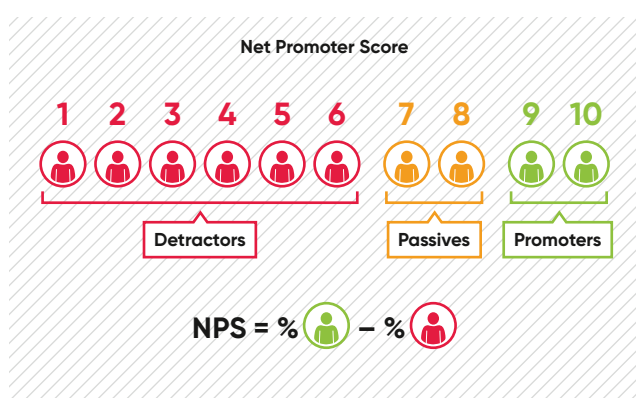 Net Promoter Score
1 2 3 4 5 6 7 8 9 10
Detractors Passives Promoters
NPS = % – %